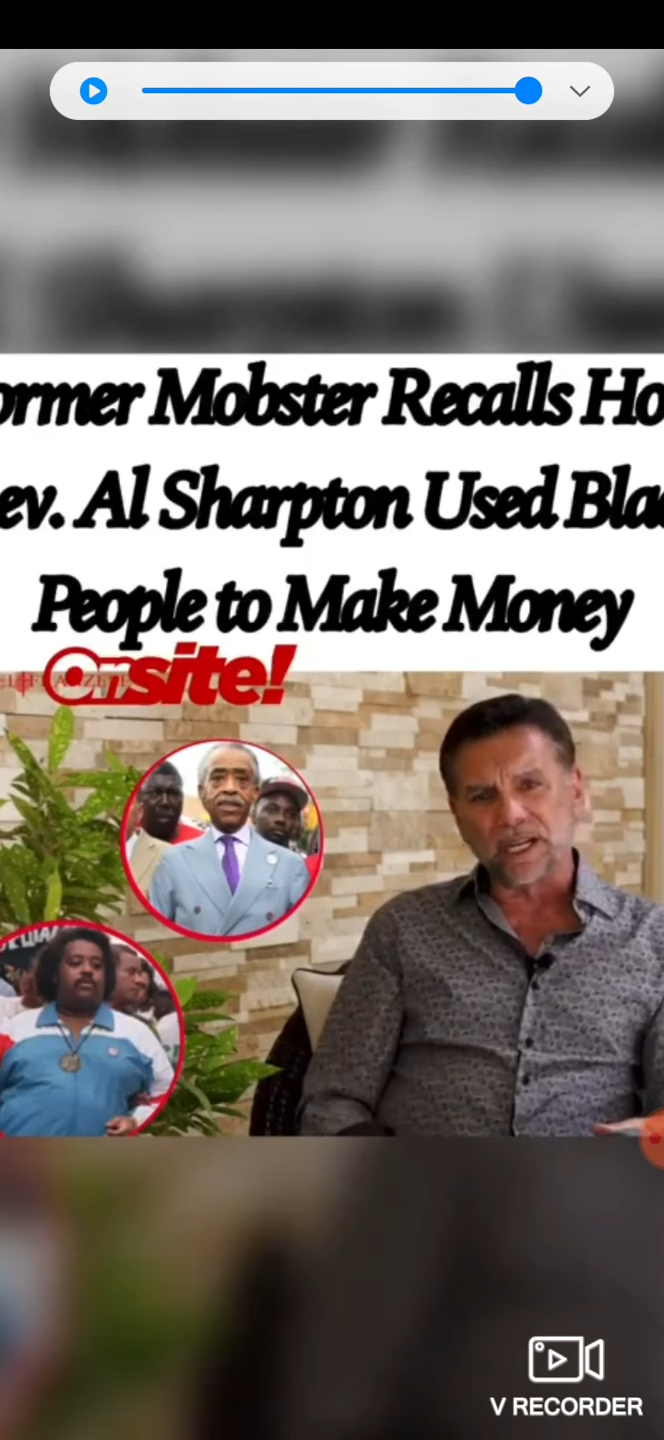 ormer Mobster Recalls Ho
ev. Al Sharpton Used Bla
People to Make Money
Onsite!
V RECORDER